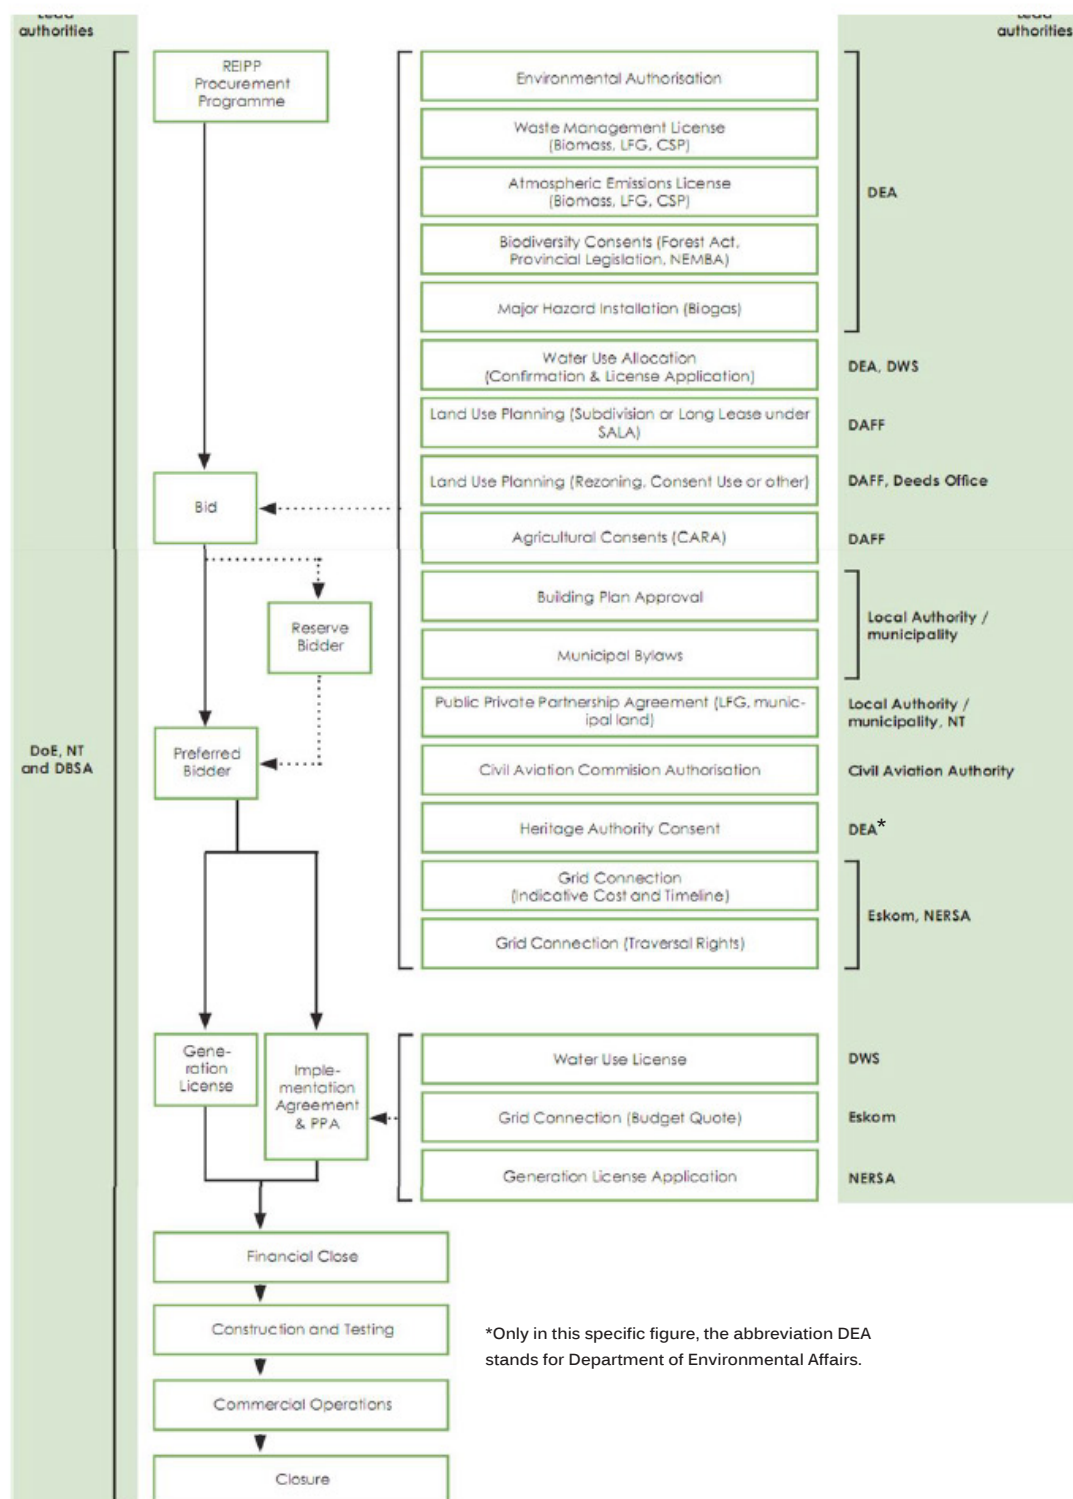 Lead
authorities
Lead
authorities
REIPP
Procurement
Programme
Environmental Authorisation
Waste Management License
(Biomass, LFG, CSP)
Atmospheric Emissions License
(Biomass, LFG, CSP)
DEA
Biodiversity Consents (Forest Act,
Provincial Legislation, NEMBA)
Major Hazard Installation (Biogas)
Water Use Allocation
(Confirmation & License Application)
DEA, DWS
Land Use Planning (Subdivision or Long Lease under
SALA)
DAFF
Bid
Land Use Planning (Rezoning, Consent Use or other)
DAFF, Deeds Office
Agricultural Consents (CARA)
DAFF
Building Plan Approval
Reserve
Bidder
Local Authority /
municipality
Municipal Bylaws
Public Private Partnership Agreement (LFG, munic-
ipal land)
Local Authority /
municipality, NT
DoE, NT
and DBSA
Preferred
Bidder
Civil Aviation Commision Authorisation
Civil Aviation Authority
Heritage Authority Consent
DEA*
Grid Connection
(Indicative Cost and Timeline)
Eskom, NERSA
Grid Connection (Traversal Rights)
Gene-
ration
License
Imple-
mentation
Agreement
& PPA
Water Use License
DWS
Grid Connection (Budget Quote)
Eskom
Generation License Application
NERSA
Financial Close
Construction and Testing
*Only in this specific figure, the abbreviation DEA
stands for Department of Environmental Affairs.
Commercial Operations
Closure